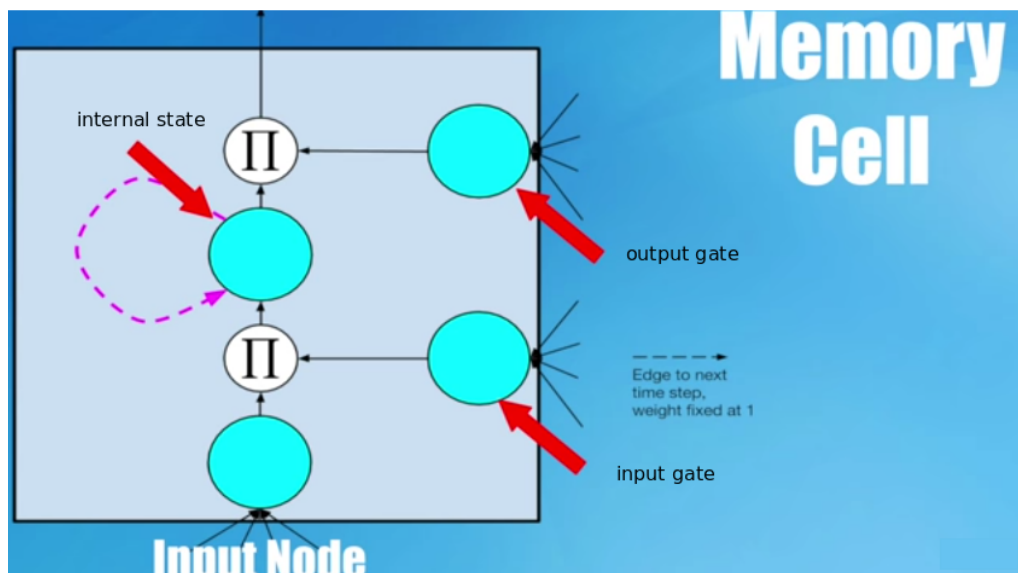 Memory
Cell
internal state
Π
output gate
Π
Edge to next
time step,
weight fixed at 1
input gate
Input Node